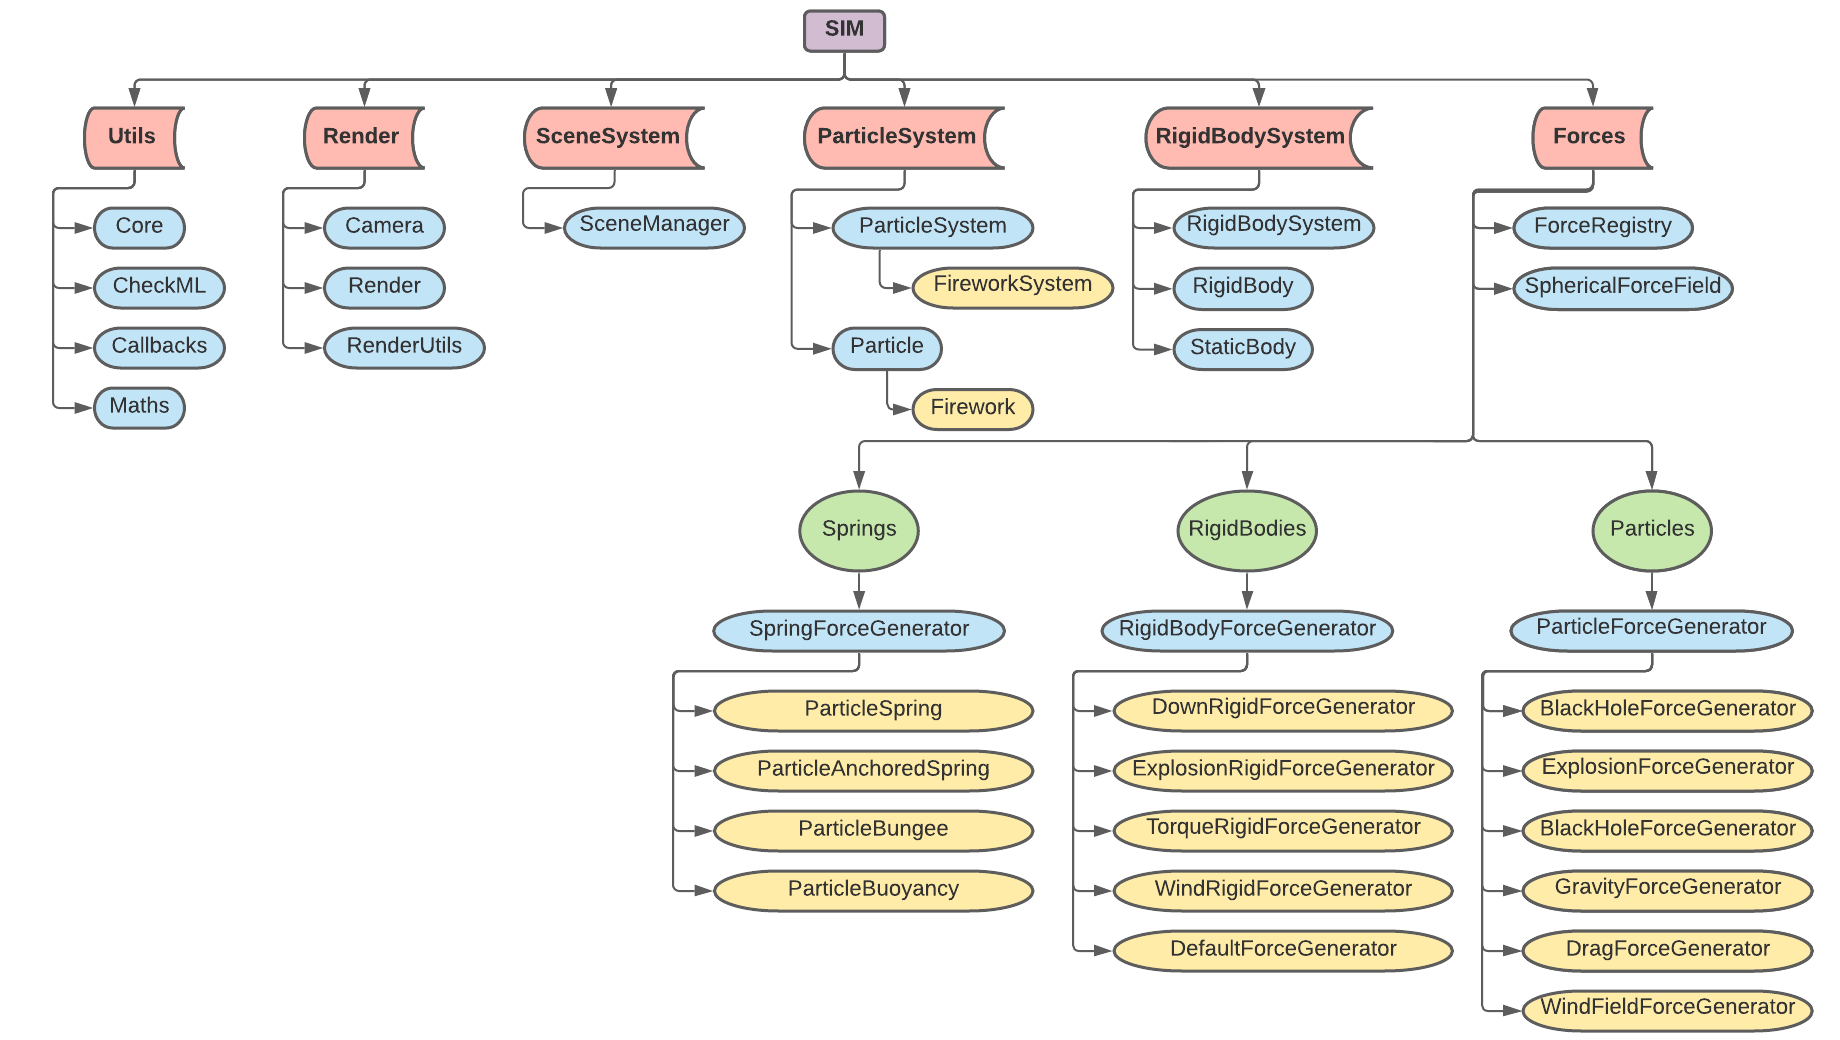 SIM
Utils
Render
SceneSystem
ParticleSystem
RigidBodySystem
Forces
Core
Camera
SceneManager
ParticleSystem
RigidBodySystem
ForceRegistry
CheckML
Render
FireworkSystem
RigidBody
SphericalForceField
Callbacks
RenderUtils
Particle
StaticBody
Maths
Firework
Springs
RigidBodies
Particles
SpringForceGenerator
RigidBodyForceGenerator
ParticleForceGenerator
ParticleSpring
DownRigidForceGenerator
BlackHoleForceGenerator
ParticleAnchoredSpring
ExplosionRigidForceGenerator
ExplosionForceGenerator
ParticleBungee
TorqueRigidForceGenerator
BlackHoleForceGenerator
ParticleBuoyancy
WindRigidForceGenerator
GravityForceGenerator
DefaultForceGenerator
DragForceGenerator
WindFieldForceGenerator